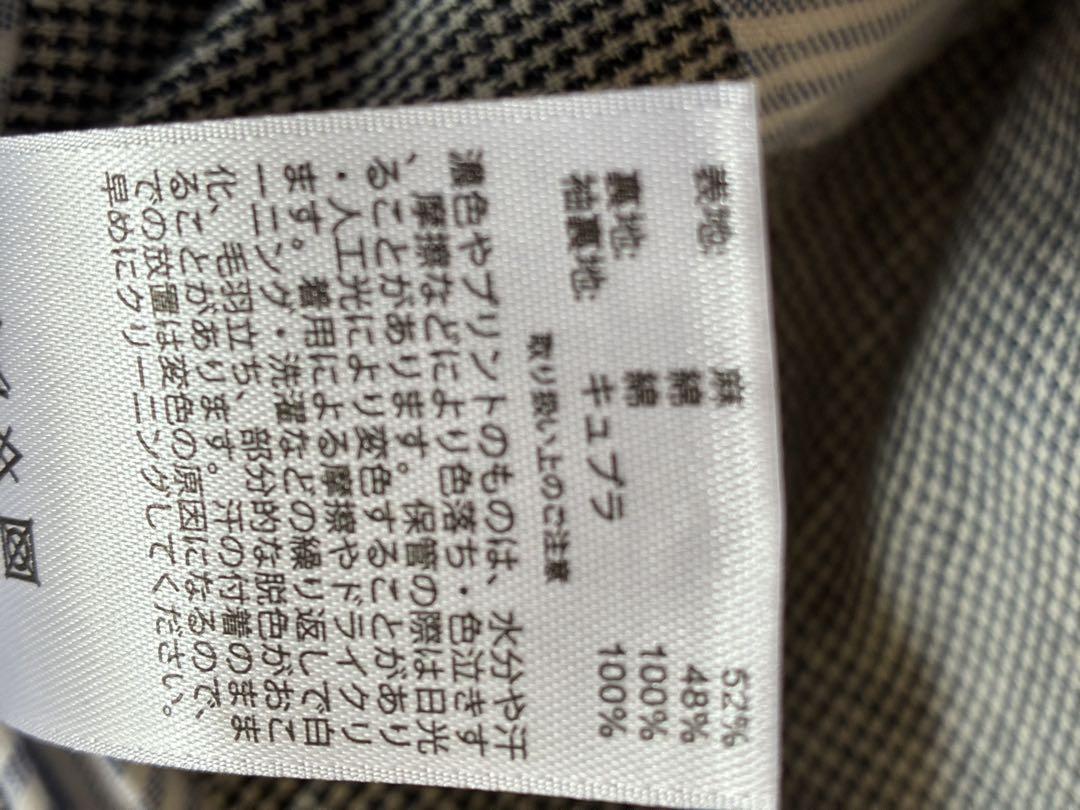 表地: 麻 52%
綿 48%
裏地: 綿 100%
袖裏地: キュプラ 100%
取り扱い上のご注意
濃色やプリントのものは、水分や汗
、摩擦などにより色落ち・色泣きす
ることがあります。保管の際は日光
・人工光により変色することがあり
ます。着用による摩擦やドライクリ
ーニング・洗濯などの繰り返しで白
化、毛羽立ち、部分的な脱色がおこ
ることがあります。汗の付着のまま
での放置は変色の原因になるので、
早めにクリーニングしてください。